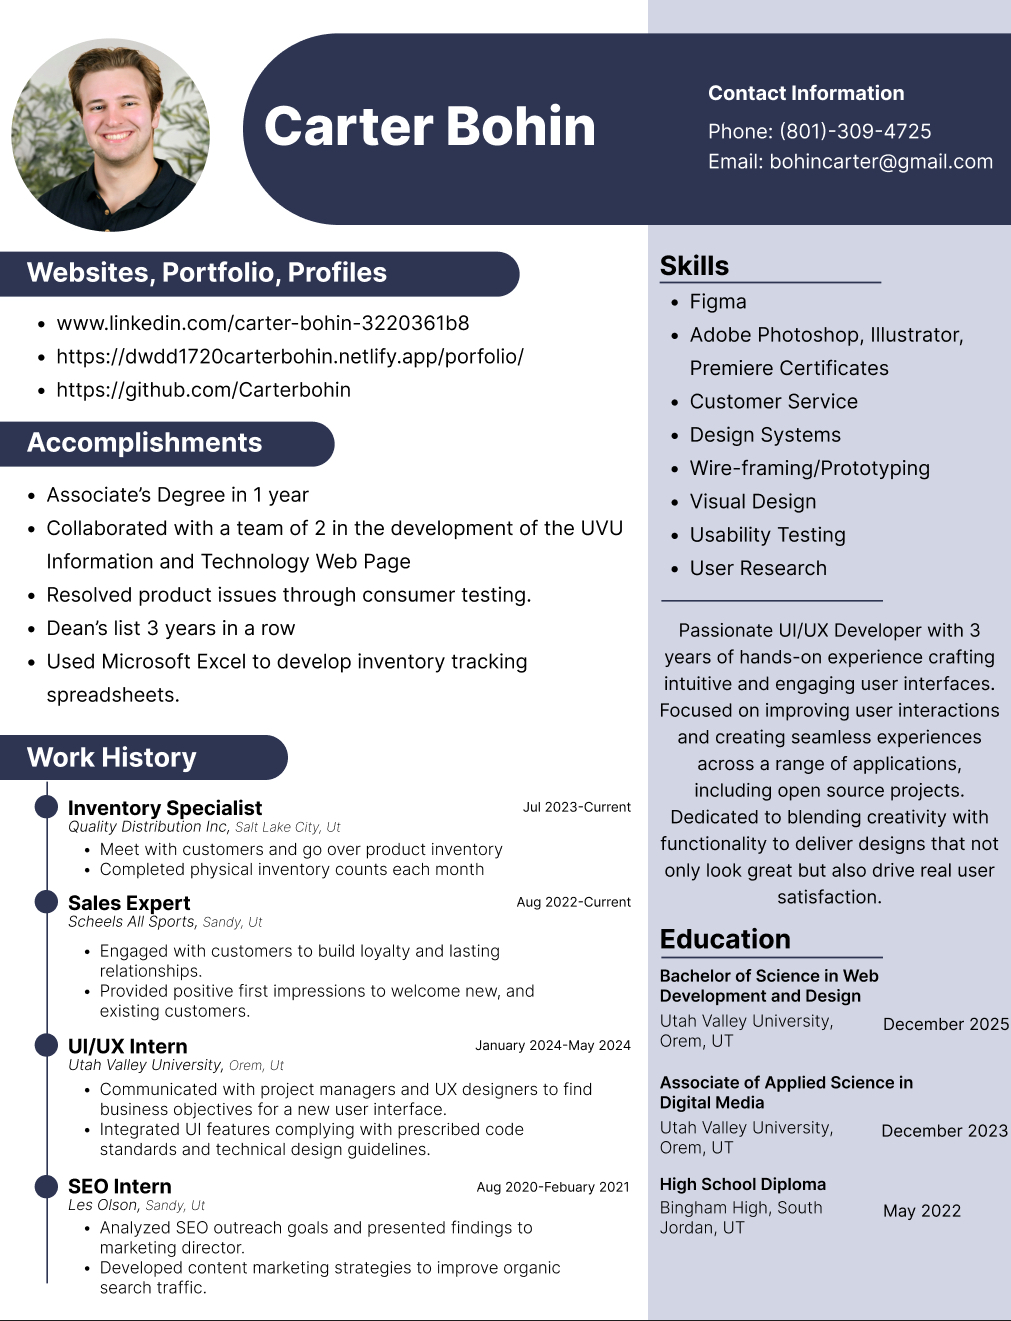 Carter Bohin
Contact Information
Phone: (801)-309-4725
Email: bohincarter@gmail.com
Websites, Portfolio, Profiles
• www.linkedin.com/carter-bohin-3220361b8
• https://dwdd1720carterbohin.netlify.app/porfolio/
• https://github.com/Carterbohin
Accomplishments
• Associate’s Degree in 1 year
• Collaborated with a team of 2 in the development of the UVU
Information and Technology Web Page
• Resolved product issues through consumer testing.
• Dean’s list 3 years in a row
• Used Microsoft Excel to develop inventory tracking
spreadsheets.
Work History
Inventory Specialist Jul 2023-Current
Quality Distribution Inc, Salt Lake City, Ut
• Meet with customers and go over product inventory
• Completed physical inventory counts each month
Sales Expert Aug 2022-Current
Scheels All Sports, Sandy, Ut
• Engaged with customers to build loyalty and lasting
relationships.
• Provided positive first impressions to welcome new, and
existing customers.
UI/UX Intern January 2024-May 2024
Utah Valley University, Orem, Ut
• Communicated with project managers and UX designers to find
business objectives for a new user interface.
• Integrated UI features complying with prescribed code
standards and technical design guidelines.
SEO Intern Aug 2020-Febuary 2021
Les Olson, Sandy, Ut
• Analyzed SEO outreach goals and presented findings to
marketing director.
• Developed content marketing strategies to improve organic
search traffic.
Skills
• Figma
• Adobe Photoshop, Illustrator,
Premiere Certificates
• Customer Service
• Design Systems
• Wire-framing/Prototyping
• Visual Design
• Usability Testing
• User Research
Passionate UI/UX Developer with 3
years of hands-on experience crafting
intuitive and engaging user interfaces.
Focused on improving user interactions
and creating seamless experiences
across a range of applications,
including open source projects.
Dedicated to blending creativity with
functionality to deliver designs that not
only look great but also drive real user
satisfaction.
Education
Bachelor of Science in Web
Development and Design
Utah Valley University, December 2025
Orem, UT
Associate of Applied Science in
Digital Media
Utah Valley University, December 2023
Orem, UT
High School Diploma
Bingham High, South May 2022
Jordan, UT